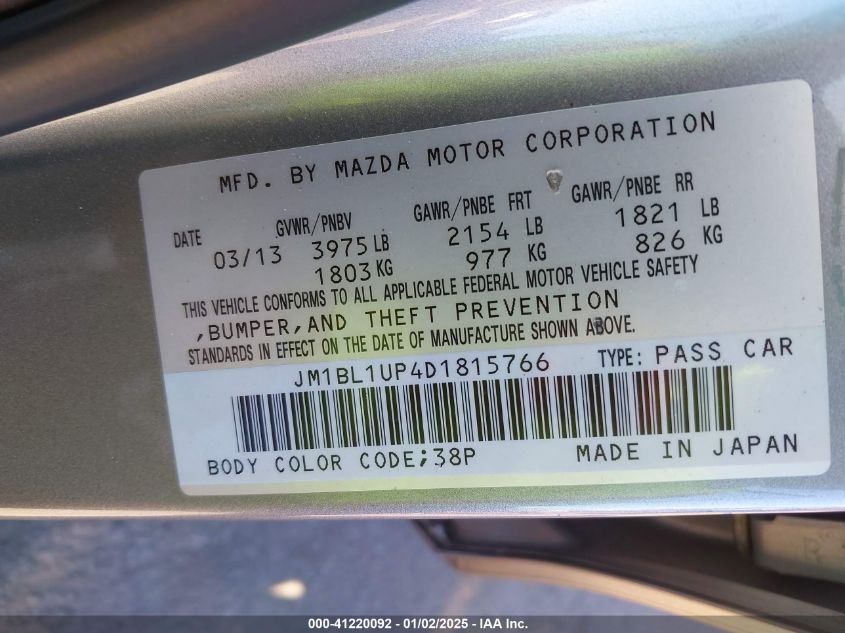 MFD. BY MAZDA MOTOR CORPORATION
DATE GVWR/PNBV GAWR/PNBE FRT GAWR/PNBE RR
03/13 3975 LB 2154 LB 1821 LB
1803 KG 977 KG 826 KG
THIS VEHICLE CONFORMS TO ALL APPLICABLE FEDERAL MOTOR VEHICLE SAFETY
,BUMPER,AND THEFT PREVENTION
STANDARDS IN EFFECT ON THE DATE OF MANUFACTURE SHOWN ABOVE.
JM1BL1UP4D1815766 TYPE: PASS CAR
BODY COLOR CODE;38P MADE IN JAPAN
000-41220092 - 01/02/2025 - IAA Inc.